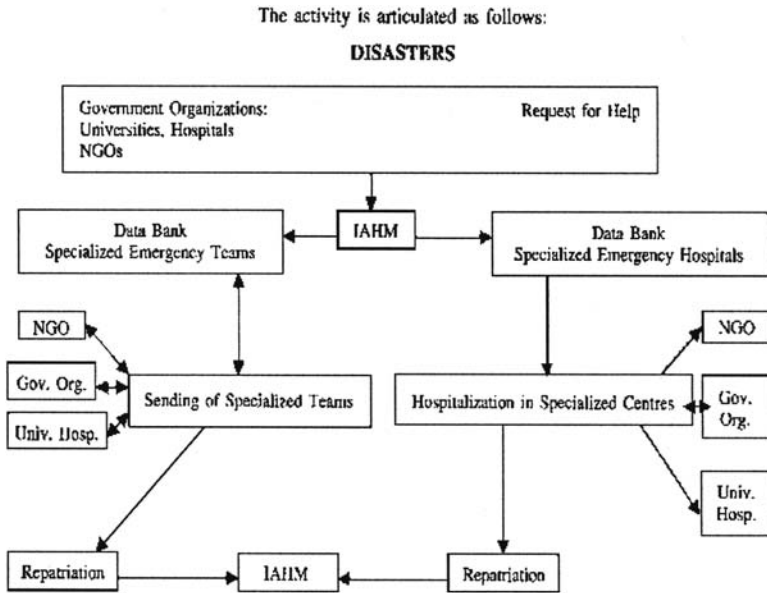 The activity is articulated as follows:
DISASTERS
Government Organizations: Request for Help
Universities, Hospitals
NGOs
IAHM
Data Bank
Specialized Emergency Teams
Data Bank
Specialized Emergency Hospitals
NGO
Gov. Org.
Univ. Hosp.
Sending of Specialized Teams
Hospitalization in Specialized Centres
NGO
Gov.
Org.
Univ.
Hosp.
Repatriation
IAHM
Repatriation